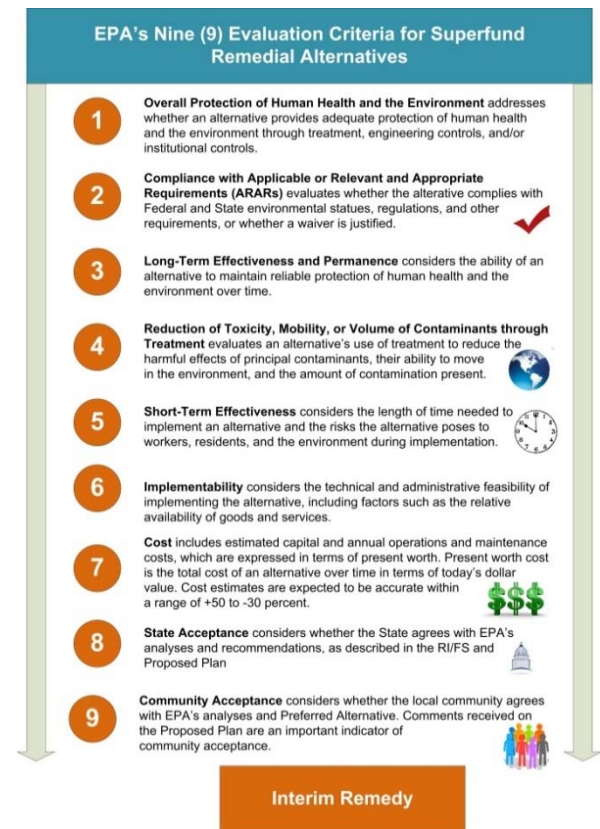 EPA's Nine (9) Evaluation Criteria for Superfund
Remedial Alternatives
1
Overall Protection of Human Health and the Environment addresses
whether an alternative provides adequate protection of human health
and the environment through treatment, engineering controls, and/or
institutional controls.
2
Compliance with Applicable or Relevant and Appropriate
Requirements (ARARs) evaluates whether the alterative complies with
Federal and State environmental statues, regulations, and other
requirements, or whether a waiver is justified.
3
Long-Term Effectiveness and Permanence considers the ability of an
alternative to maintain reliable protection of human health and the
environment over time.
4
Reduction of Toxicity, Mobility, or Volume of Contaminants through
Treatment evaluates an alternative's use of treatment to reduce the
harmful effects of principal contaminants, their ability to move
in the environment, and the amount of contamination present.
5
Short-Term Effectiveness considers the length of time needed to
implement an alternative and the risks the alternative poses to
workers, residents, and the environment during implementation.
6
Implementability considers the technical and administrative feasibility of
implementing the alternative, including factors such as the relative
availability of goods and services.
7
Cost includes estimated capital and annual operations and maintenance
costs, which are expressed in terms of present worth. Present worth cost
is the total cost of an alternative over time in terms of today's dollar
value. Cost estimates are expected to be accurate within
a range of +50 to -30 percent.
$$$
8
State Acceptance considers whether the State agrees with EPA's
analyses and recommendations, as described in the RI/FS and
Proposed Plan
9
Community Acceptance considers whether the local community agrees
with EPA's analyses and Preferred Alternative. Comments received on
the Proposed Plan are an important indicator of
community acceptance.
Interim Remedy